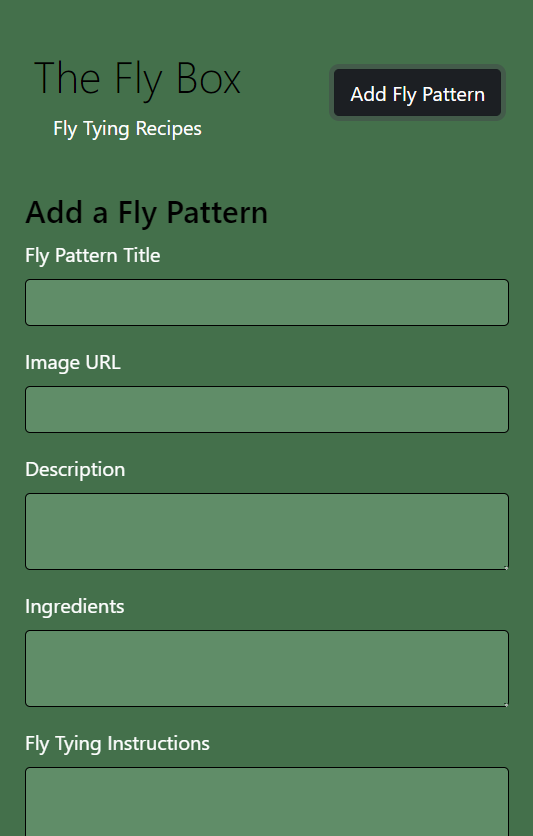 The Fly Box
Add Fly Pattern
Fly Tying Recipes
Add a Fly Pattern
Fly Pattern Title
Image URL
Description
Ingredients
Fly Tying Instructions